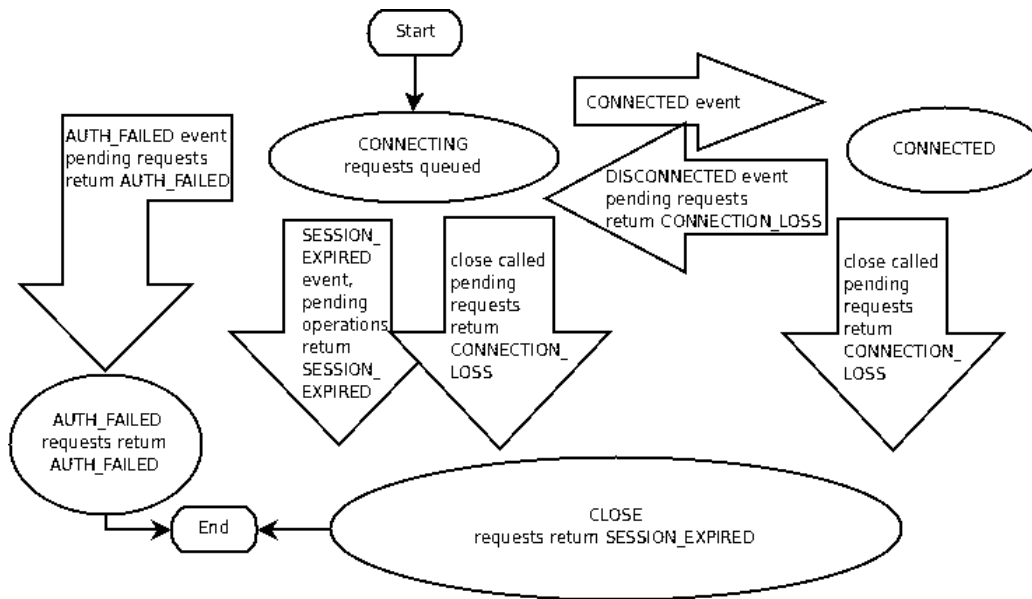 Start
CONNECTED event
AUTH_FAILED event
pending requests
return AUTH_FAILED
CONNECTING
requests queued
CONNECTED
DISCONNECTED event
pending requests
return CONNECTION_LOSS
SESSION_
EXPIRED
event,
pending
operations
return
SESSION_
EXPIRED
close called
pending
requests
return
CONNECTION_
LOSS
close called
pending
requests
return
CONNECTION_
LOSS
AUTH_FAILED
requests return
AUTH_FAILED
End
CLOSE
requests return SESSION_EXPIRED